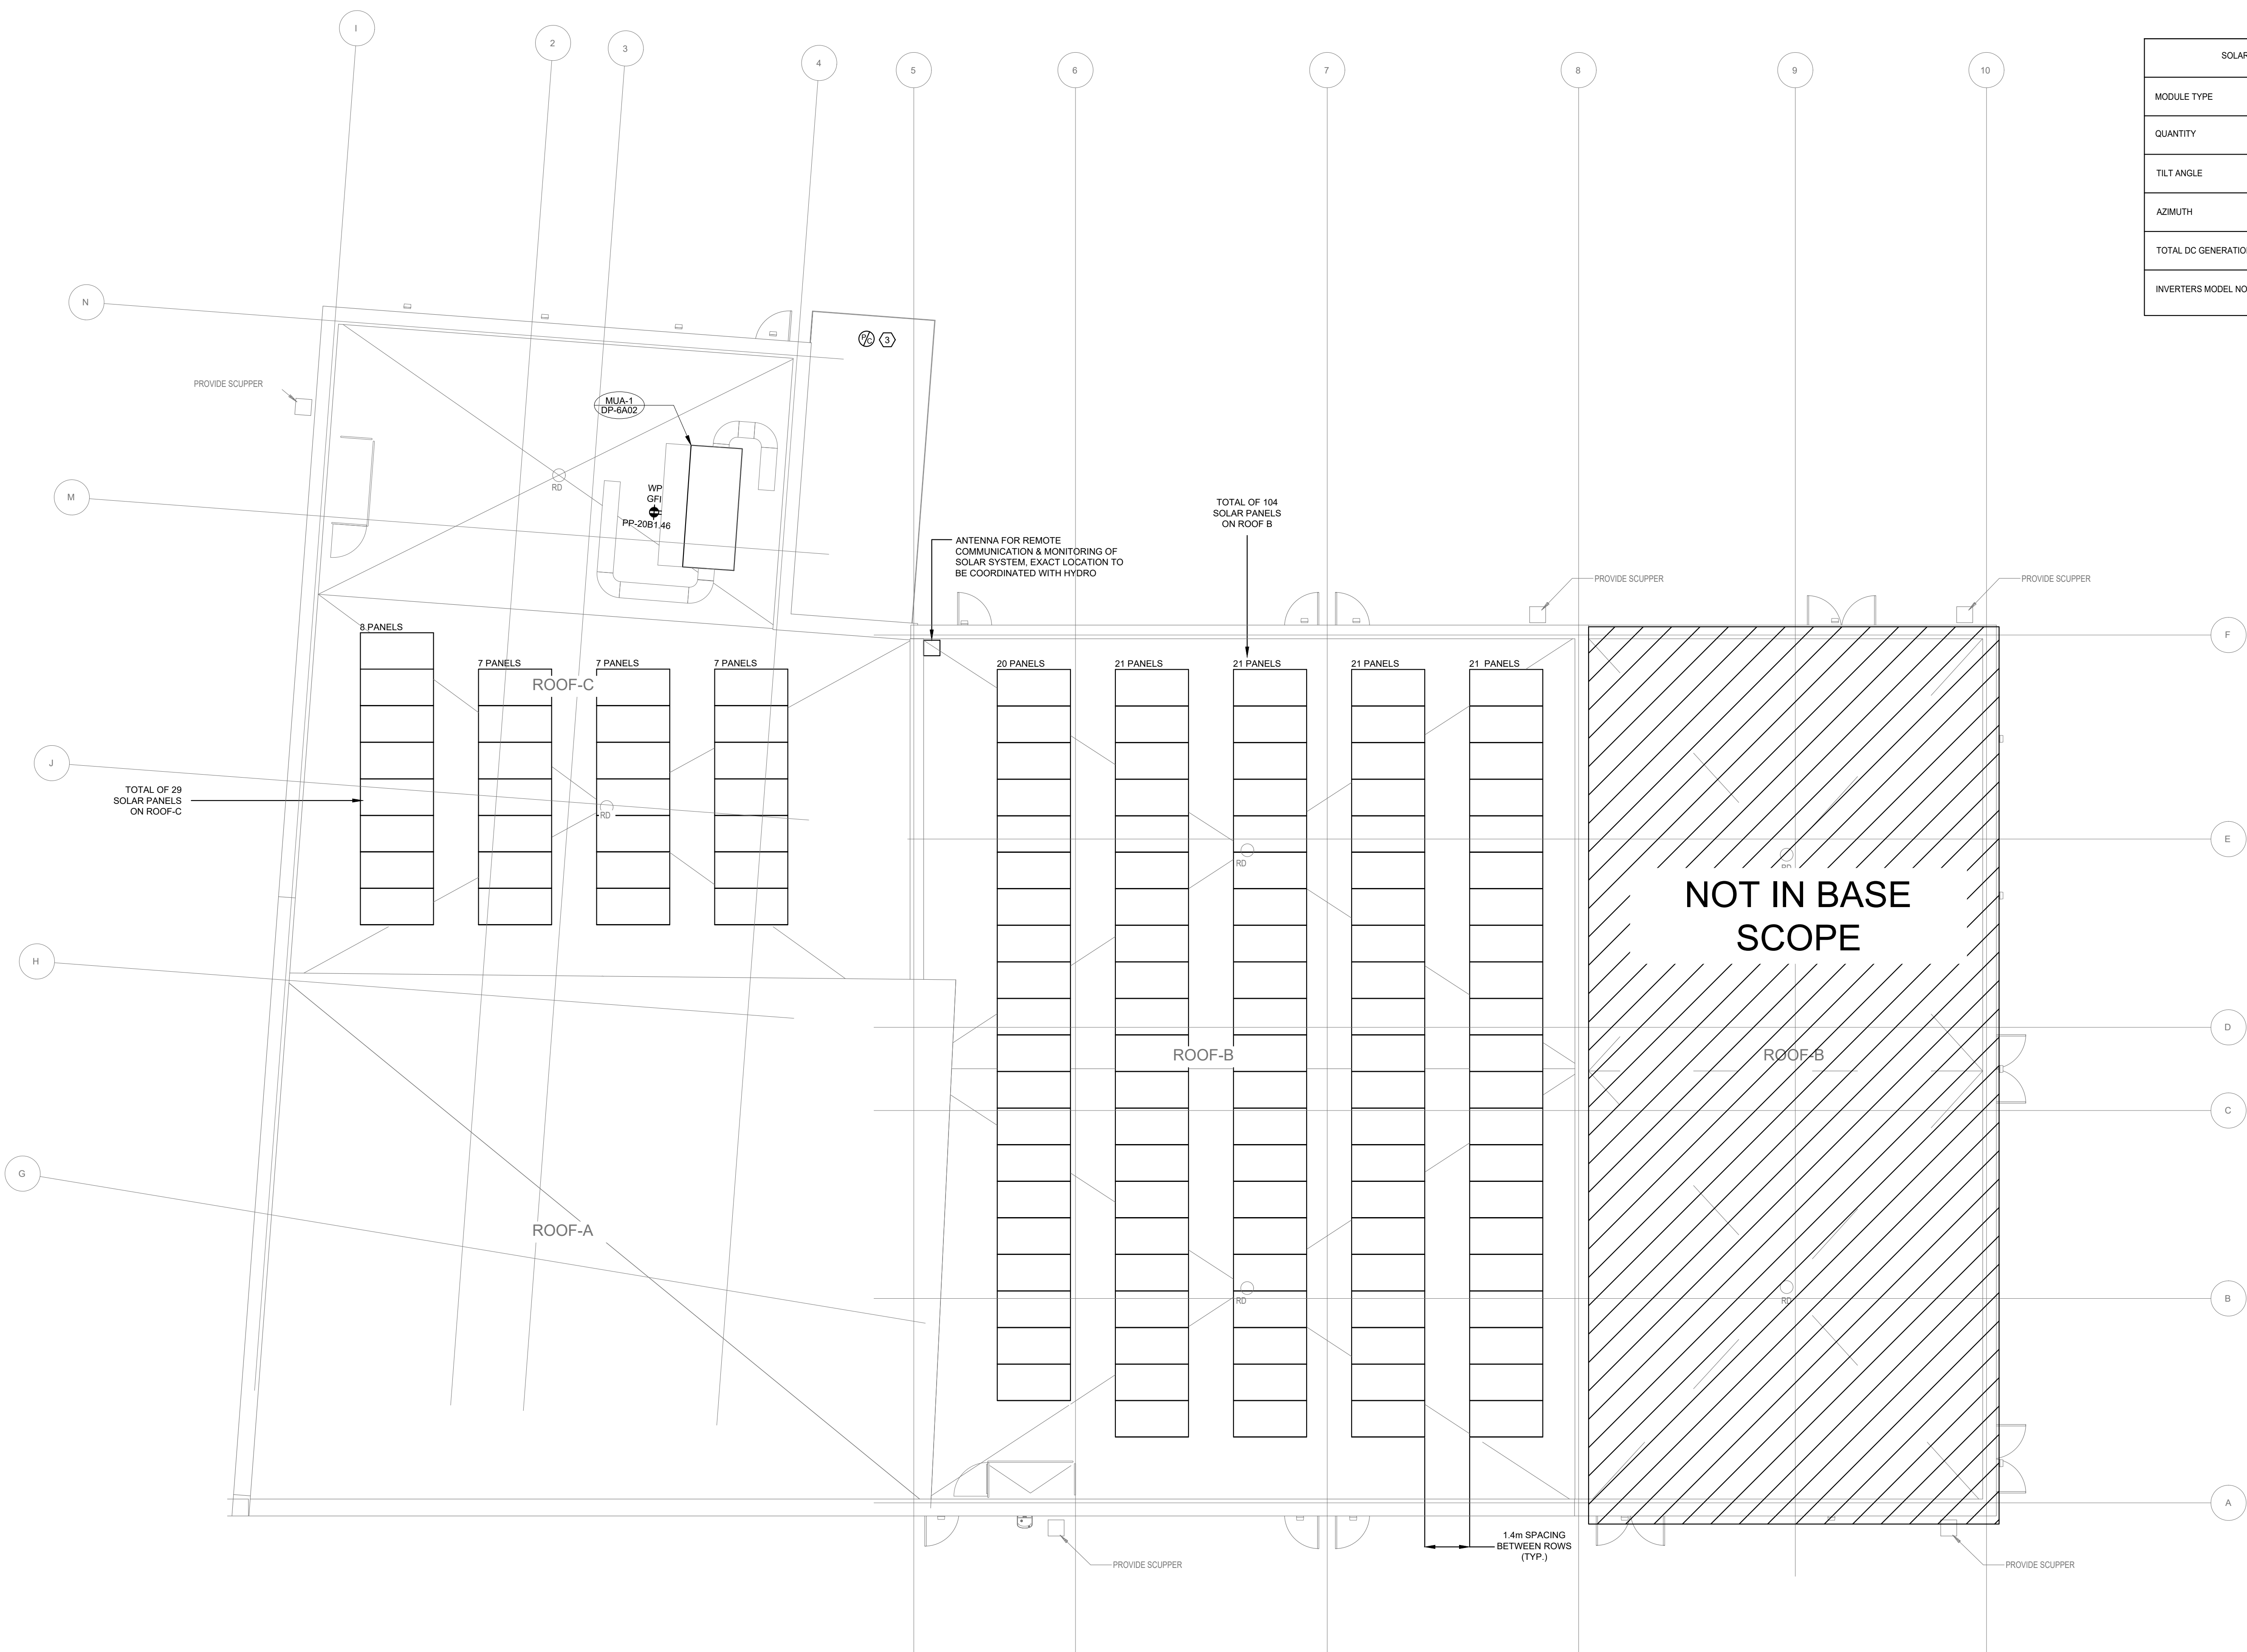 I
2
3
4
5
6
7
8
9
10
SOLAR
MODULE TYPE
QUANTITY
TILT ANGLE
AZIMUTH
TOTAL DC GENERATION
INVERTERS MODEL NO
N
P/C
3
PROVIDE SCUPPER
MUA-1
DP-6A02
RD
WP
GFI
PP-20B1.46
M
TOTAL OF 104
SOLAR PANELS
ON ROOF B
ANTENNA FOR REMOTE
COMMUNICATION & MONITORING OF
SOLAR SYSTEM, EXACT LOCATION TO
BE COORDINATED WITH HYDRO
PROVIDE SCUPPER
PROVIDE SCUPPER
8 PANELS
F
7 PANELS
7 PANELS
7 PANELS
20 PANELS
21 PANELS
21 PANELS
21 PANELS
21 PANELS
ROOF-C
J
TOTAL OF 29
SOLAR PANELS
ON ROOF-C
RD
E
RD
RD
NOT IN BASE
SCOPE
H
D
ROOF-B
ROOF-B
C
G
ROOF-A
RD
RD
B
A
1.4m SPACING
BETWEEN ROWS
(TYP.)
PROVIDE SCUPPER
PROVIDE SCUPPER